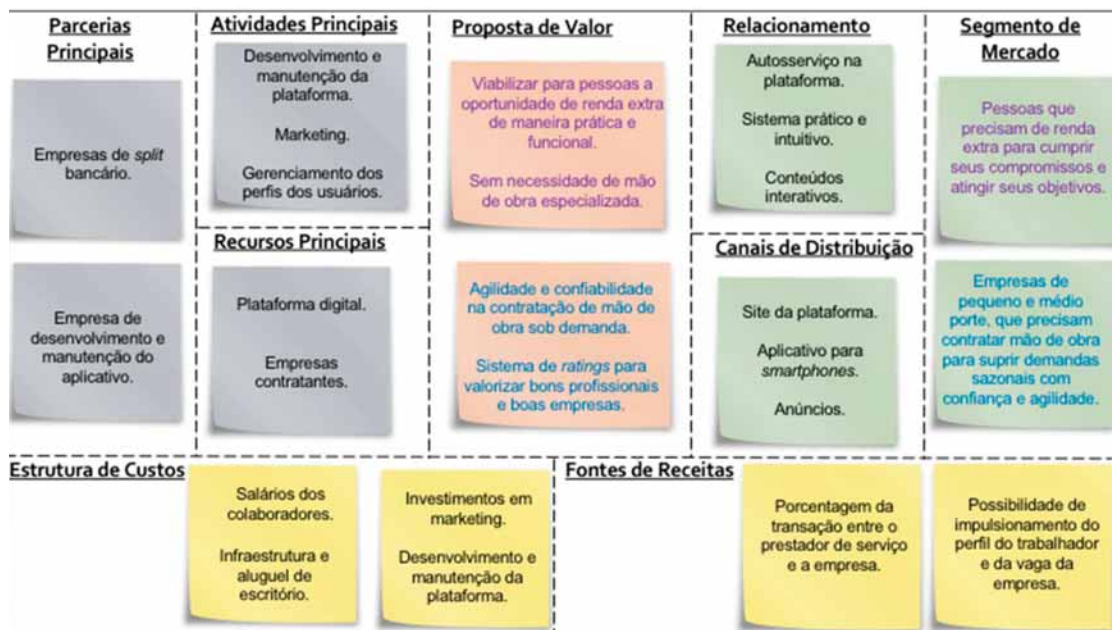 Parcerias
Principais
Empresas de split
bancário.
Empresa de
desenvolvimento e
manutenção do
aplicativo.
Atividades Principais
Desenvolvimento e
manutenção da
plataforma.
Marketing.
Gerenciamento dos
perfis dos usuários.
Recursos Principais
Plataforma digital.
Empresas
contratantes.
Proposta de Valor
Viabilizar para pessoas a
oportunidade de renda extra
de maneira prática e
funcional.
Sem necessidade de mão
de obra especializada.
Agilidade e confiabilidade
na contratação de mão de
obra sob demanda.
Sistema de ratings para
valorizar bons profissionais
e boas empresas.
Relacionamento
Autosserviço na
plataforma.
Sistema prático e
intuitivo.
Conteúdos
interativos.
Canais de Distribuição
Site da plataforma.
Aplicativo para
smartphones.
Anúncios.
Segmento de
Mercado
Pessoas que
precisam de renda
extra para cumprir
seus compromissos e
atingir seus objetivos.
Empresas de
pequeno e médio
porte, que precisam
contratar mão de obra
para suprir demandas
sazonais com
confiança e agilidade.
Estrutura de Custos
Salários dos
colaboradores.
Infraestrutura e
aluguel de
escritório.
Investimentos em
marketing.
Desenvolvimento e
manutenção da
plataforma.
Fontes de Receitas
Porcentagem da
transação entre o
prestador de serviço
e a empresa.
Possibilidade de
impulsionamento do
perfil do trabalhador
e da vaga da
empresa.